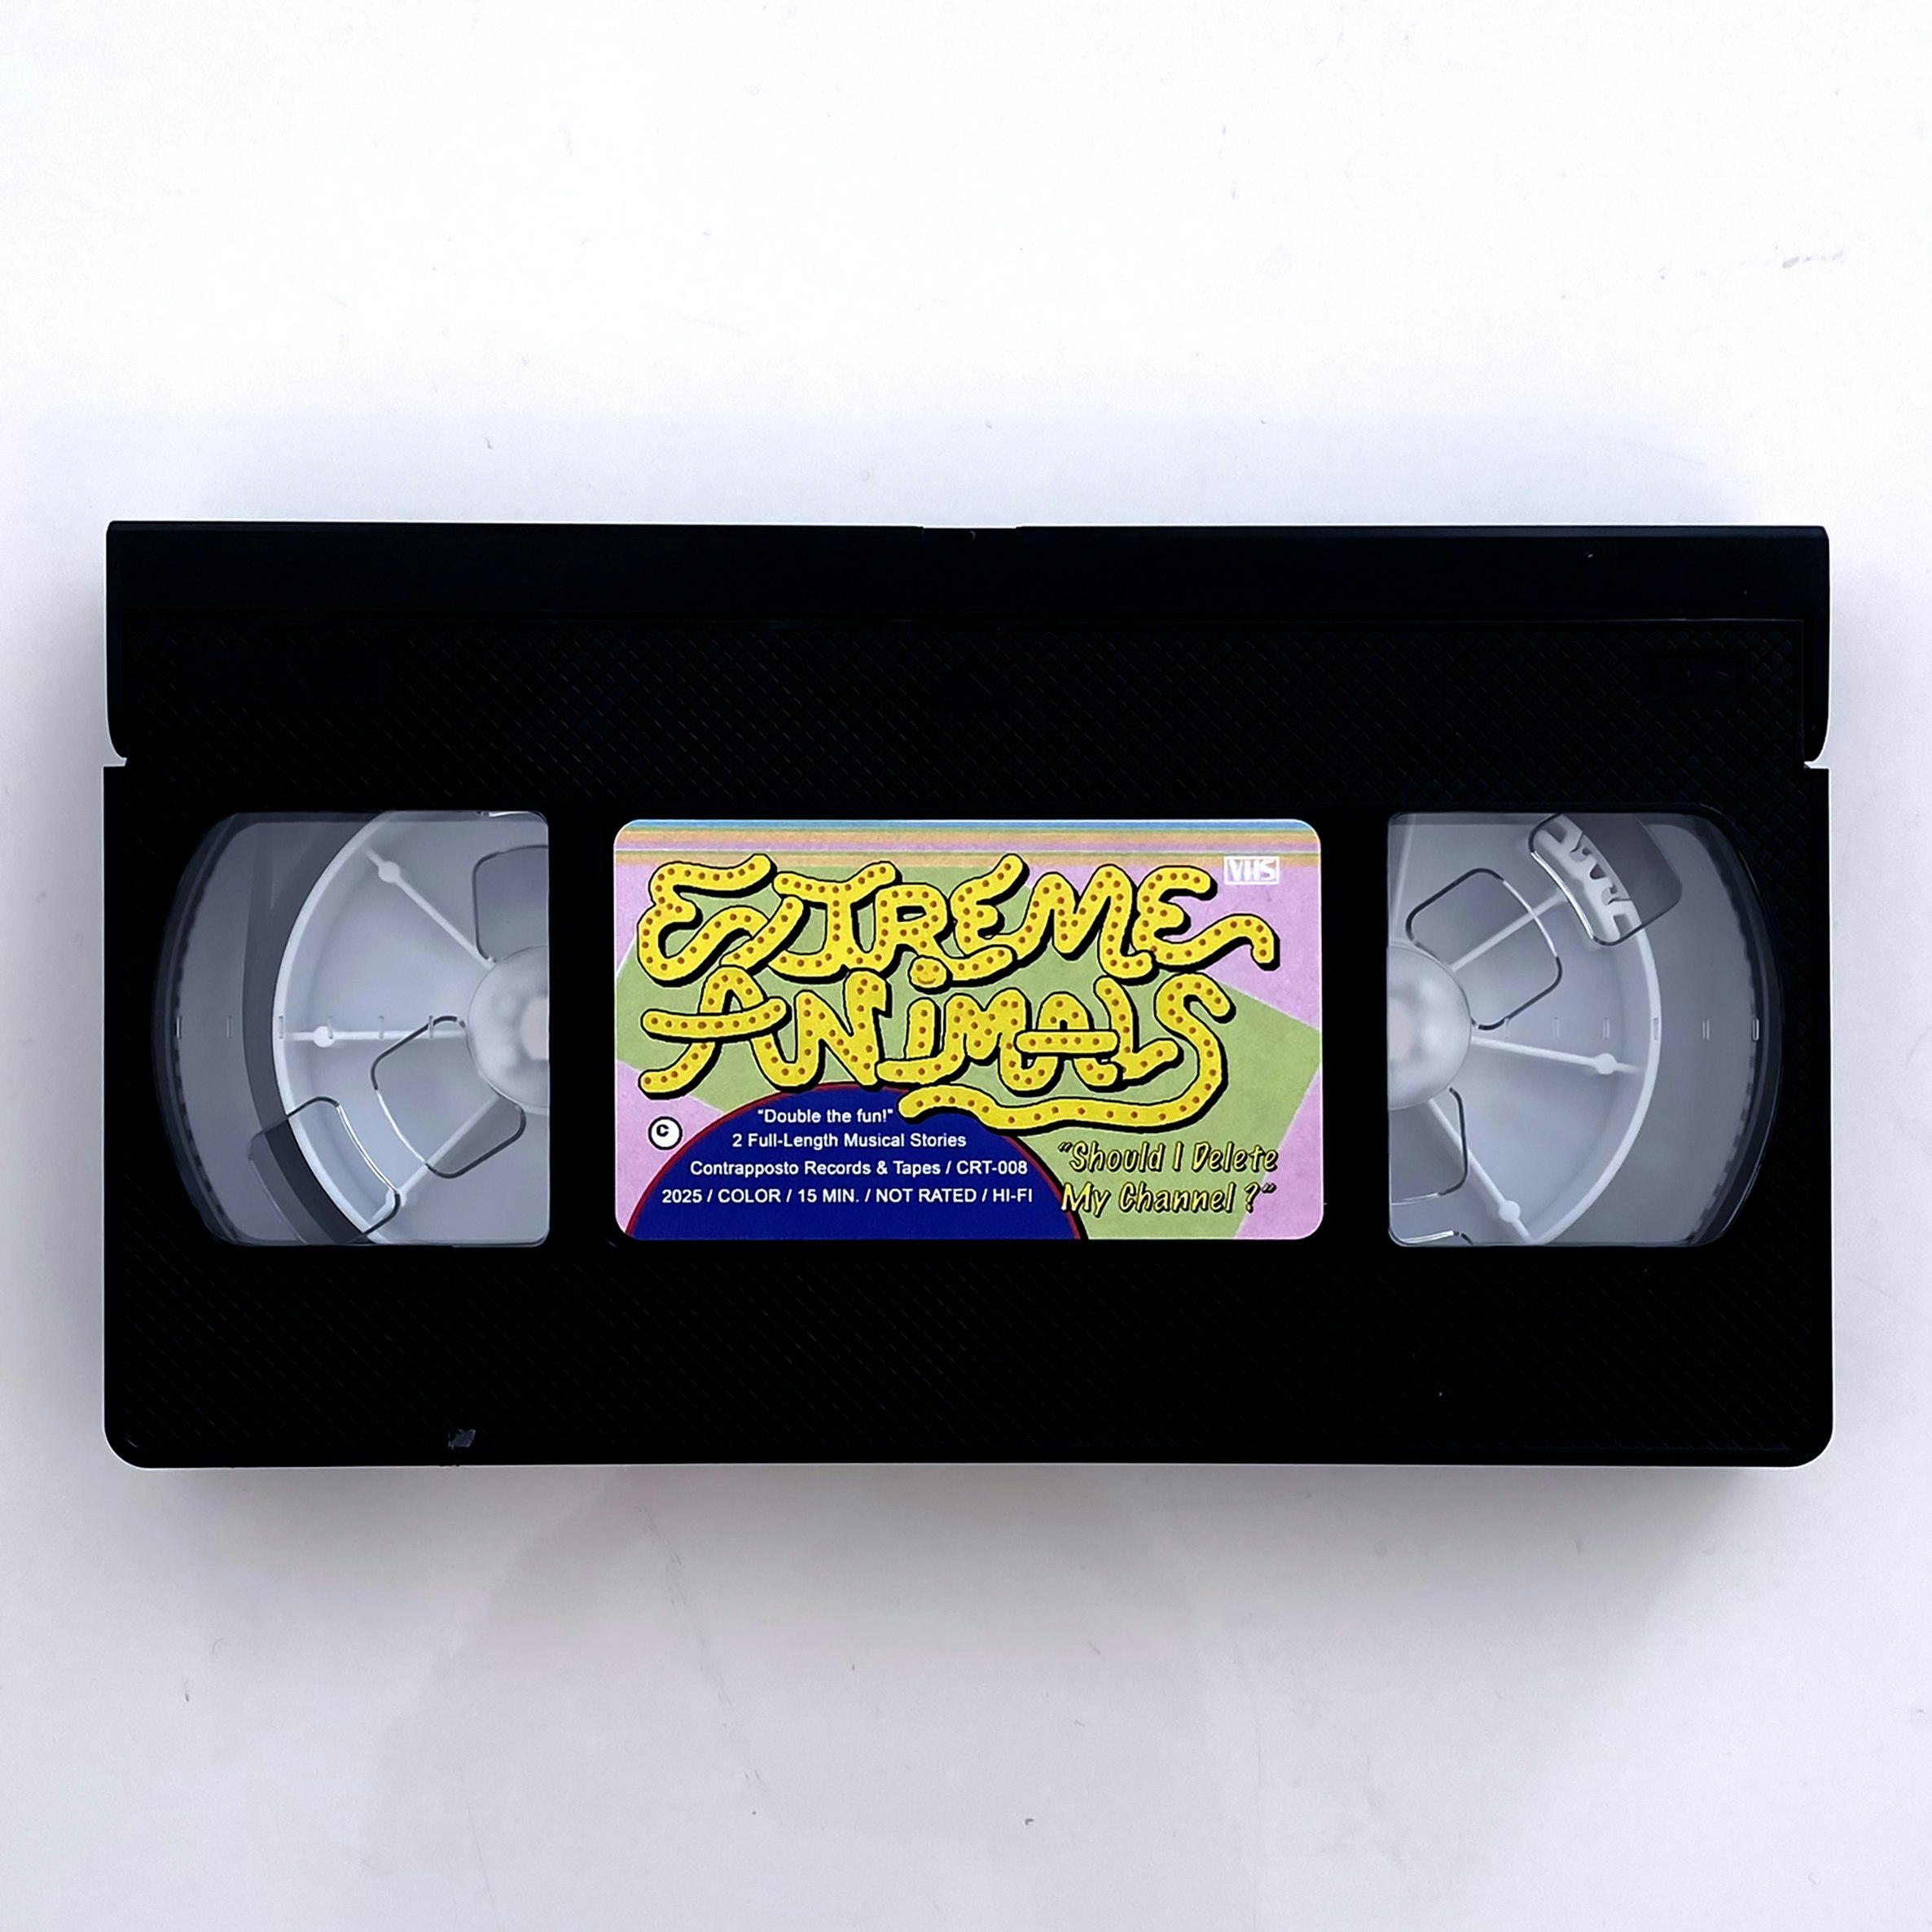 VHS
EXTREME
ANIMALS
"Double the fun!"
2 Full-Length Musical Stories
Contrapposto Records & Tapes / CRT-008
2025 / COLOR / 15 MIN. / NOT RATED / HI-FI
C
"Should I Delete
My Channel ?"